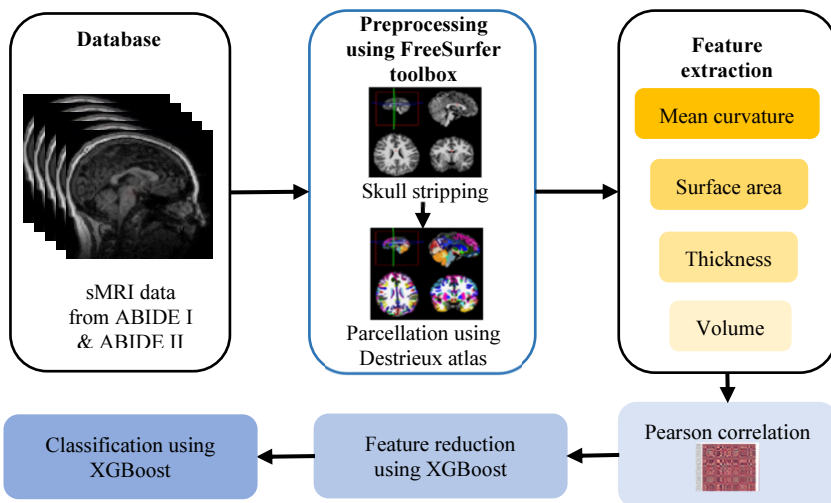 Database
sMRI data
from ABIDE I
& ABIDE II
Preprocessing
using FreeSurfer
toolbox
Skull stripping
Parcellation using
Destrieux atlas
Feature
extraction
Mean curvature
Surface area
Thickness
Volume
Pearson correlation
Feature reduction
using XGBoost
Classification using
XGBoost